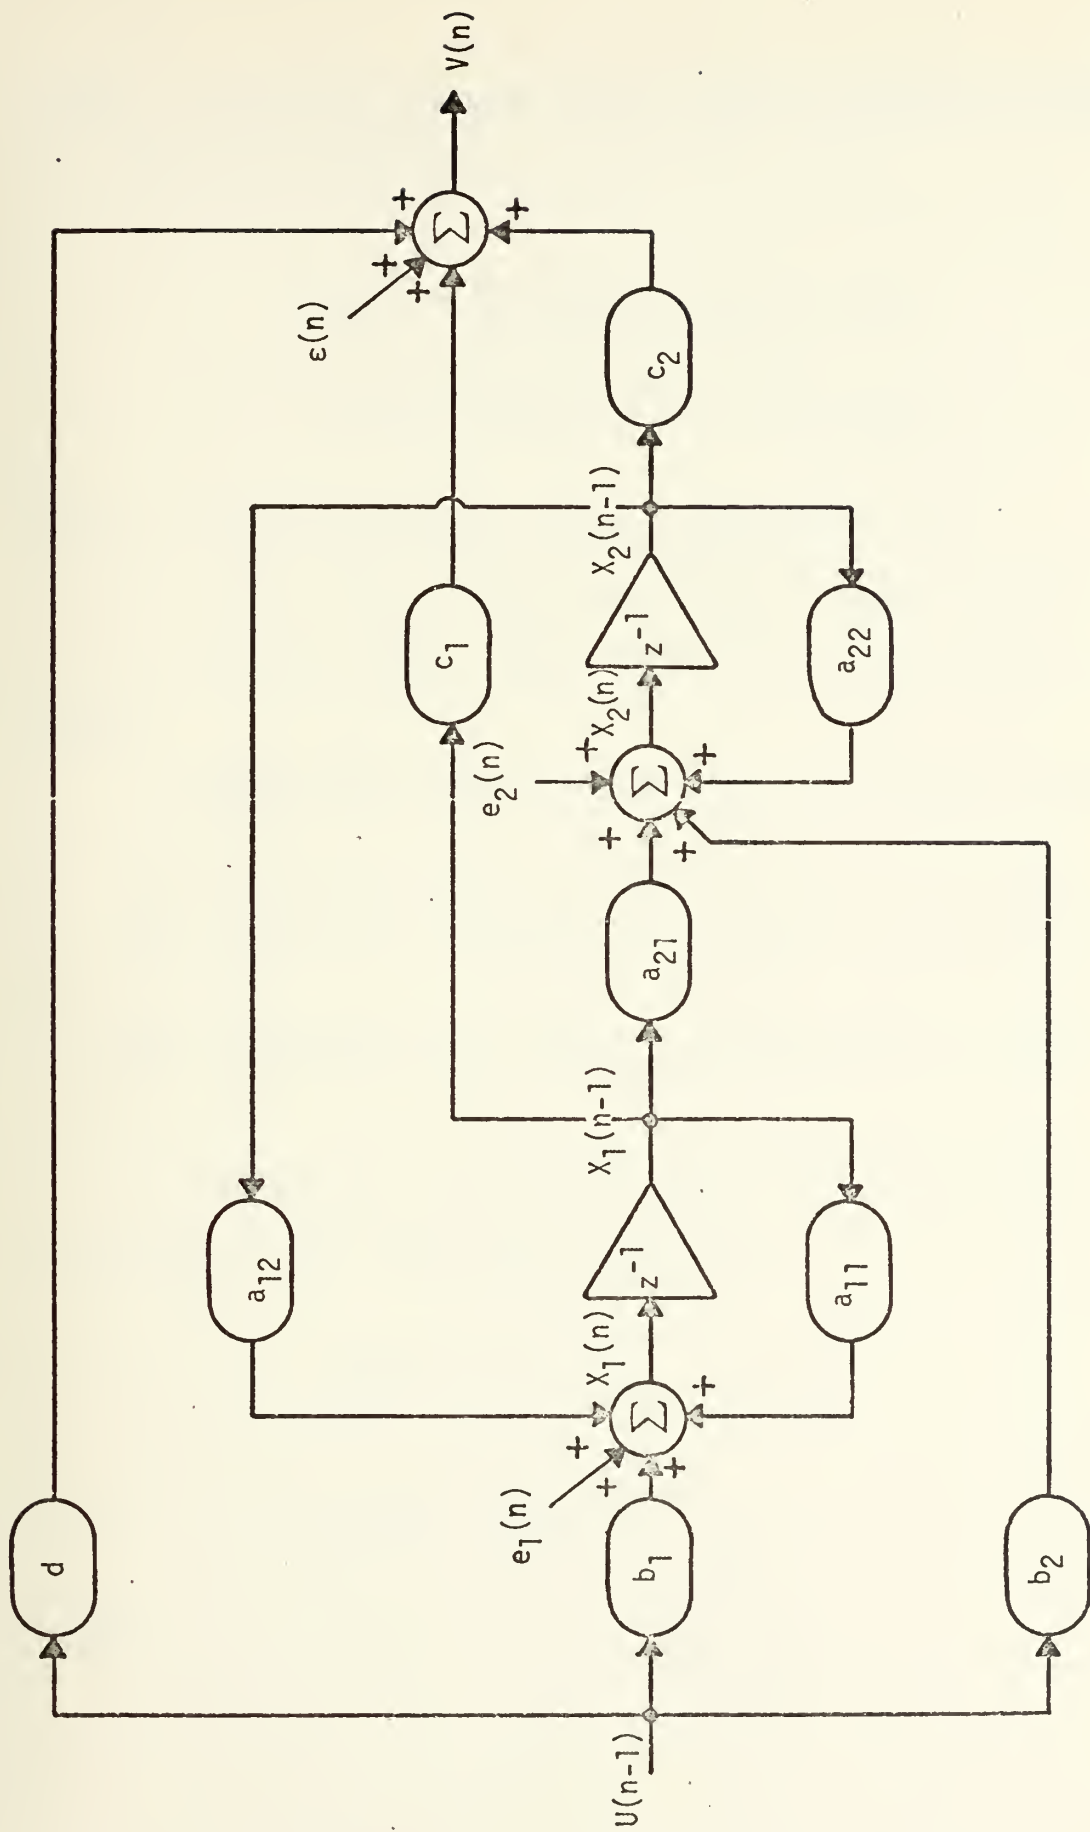 d
a12
c1
ε(n)
V(n)
e1(n)
e2(n)
U(n-1)
b1
+
+
+
+
Σ
X1(n)
z-1
X1(n-1)
a21
+
+
+
+
Σ
X2(n)
z-1
X2(n-1)
c2
+
+
+
+
Σ
a11
a22
b2